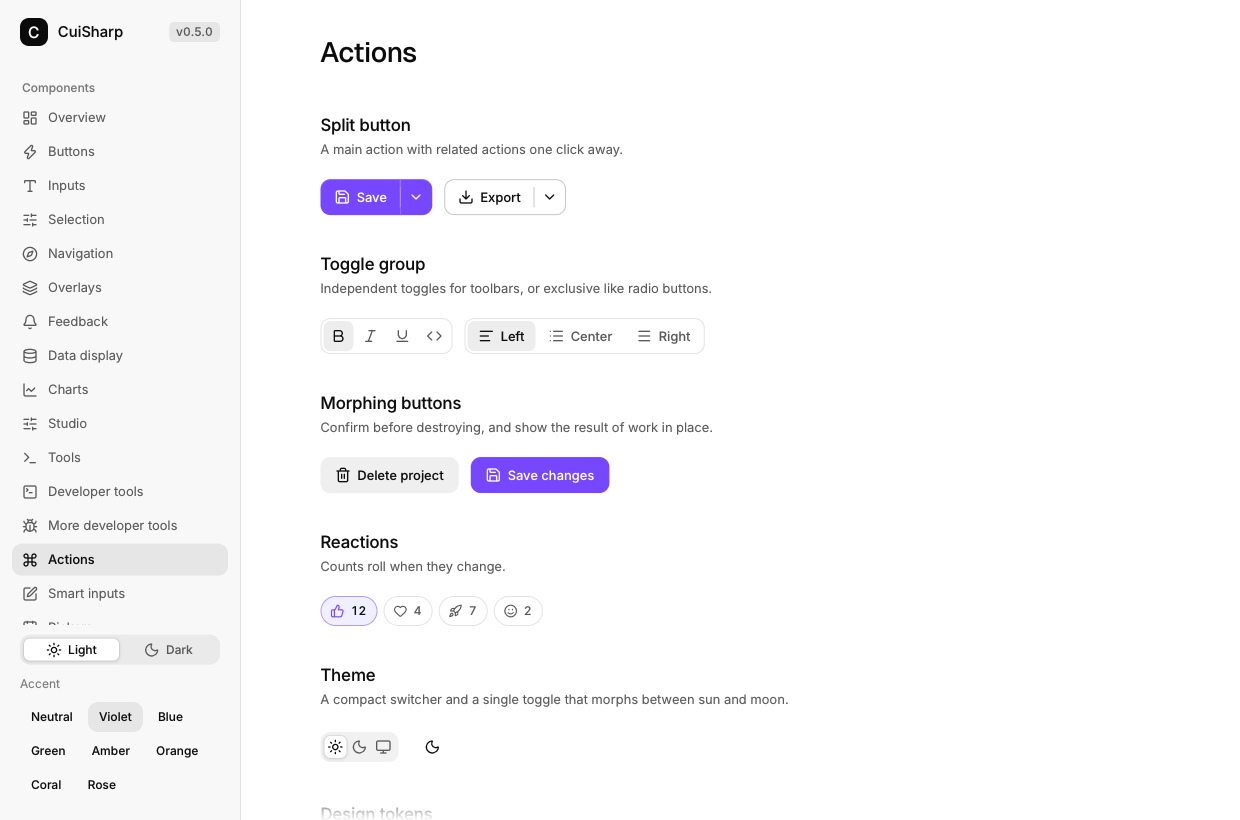 C CuiSharp v0.5.0
Components
Overview
Buttons
Inputs
Selection
Navigation
Overlays
Feedback
Data display
Charts
Studio
Tools
Developer tools
More developer tools
Actions
Smart inputs
Light Dark
Accent
Neutral Violet Blue
Green Amber Orange
Coral Rose
Actions
Split button
A main action with related actions one click away.
Save Export
Toggle group
Independent toggles for toolbars, or exclusive like radio buttons.
B I U <> Left Center Right
Morphing buttons
Confirm before destroying, and show the result of work in place.
Delete project Save changes
Reactions
Counts roll when they change.
12 4 7 2
Theme
A compact switcher and a single toggle that morphs between sun and moon.
Design tokens